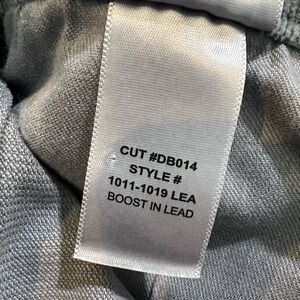 CUT #DB014
STYLE #
1011-1019 LEA
BOOST IN LEAD